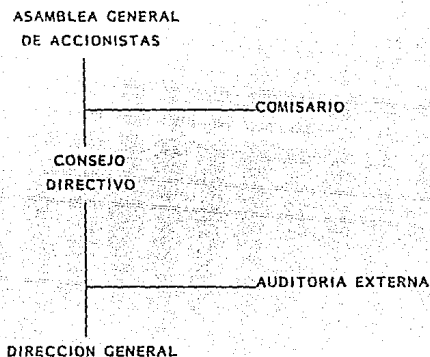 ASAMBLEA GENERAL
DE ACCIONISTAS
COMISARIO
CONSEJO
DIRECTIVO
AUDITORIA EXTERNA
DIRECCION GENERAL